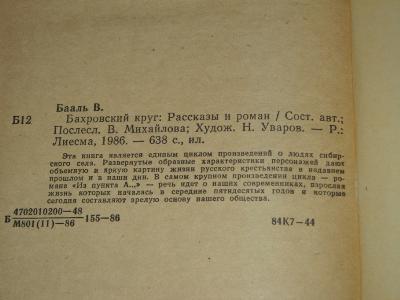 Бааль В.
Б12 Бахровский круг: Рассказы и роман / Сост. авт.;
Послесл. В. Михайлова; Худож. Н. Уваров. — Р.:
Лиесма, 1986. — 638 с., ил.
Эта книга является единым циклом произведений о людях сибир-
ского села. Развернутые образные характеристики персонажей дают
объемную и яркую картину жизни русского крестьянства в недавнем
прошлом и в наши дни. В самом крупном произведении цикла — ро-
мане «Из пункта А...» — речь идет о наших современниках, взрослая
жизнь которых началась в середине пятидесятых годов и которые
сегодня составляют зрелую основу нашего общества.
4702010200—48
Б ————— 155—86 84К7—44
М801(11)—86